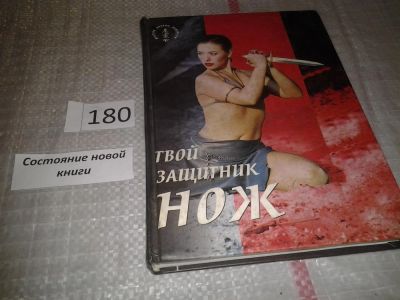 180
Состояние новой
книги
ТВОЙ
ЗАЩИТНИК
НОЖ